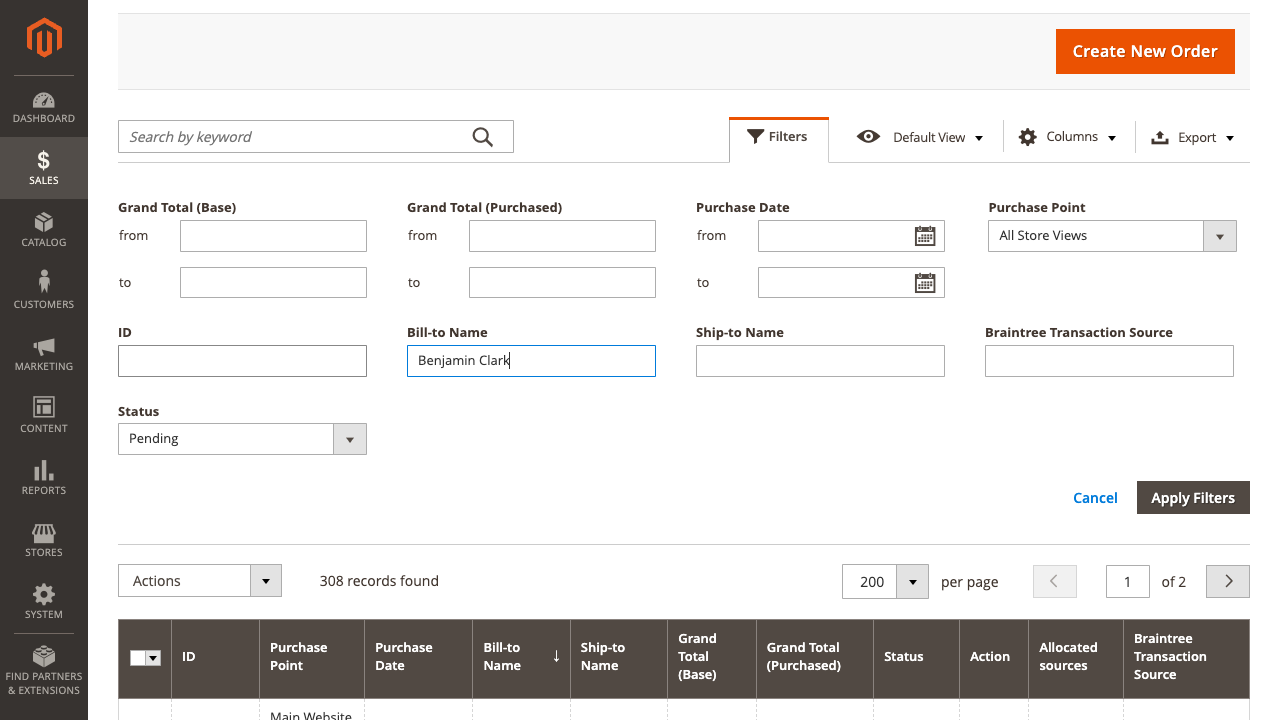 Create New Order
DASHBOARD
SALES
CATALOG
CUSTOMERS
MARKETING
CONTENT
REPORTS
STORES
SYSTEM
FIND PARTNERS
& EXTENSIONS
Search by keyword
Filters
Default View
Columns
Export
Grand Total (Base)
from
to
Grand Total (Purchased)
from
to
Purchase Date
from
to
Purchase Point
All Store Views
ID
Bill-to Name
Benjamin Clark
Ship-to Name
Braintree Transaction Source
Status
Pending
Cancel
Apply Filters
Actions
308 records found
200
per page
1
of 2
ID
Purchase
Point
Purchase
Date
Bill-to
Name
↓
Ship-to
Name
Grand
Total
(Base)
Grand Total
(Purchased)
Status
Action
Allocated
sources
Braintree
Transaction
Source
Main Website